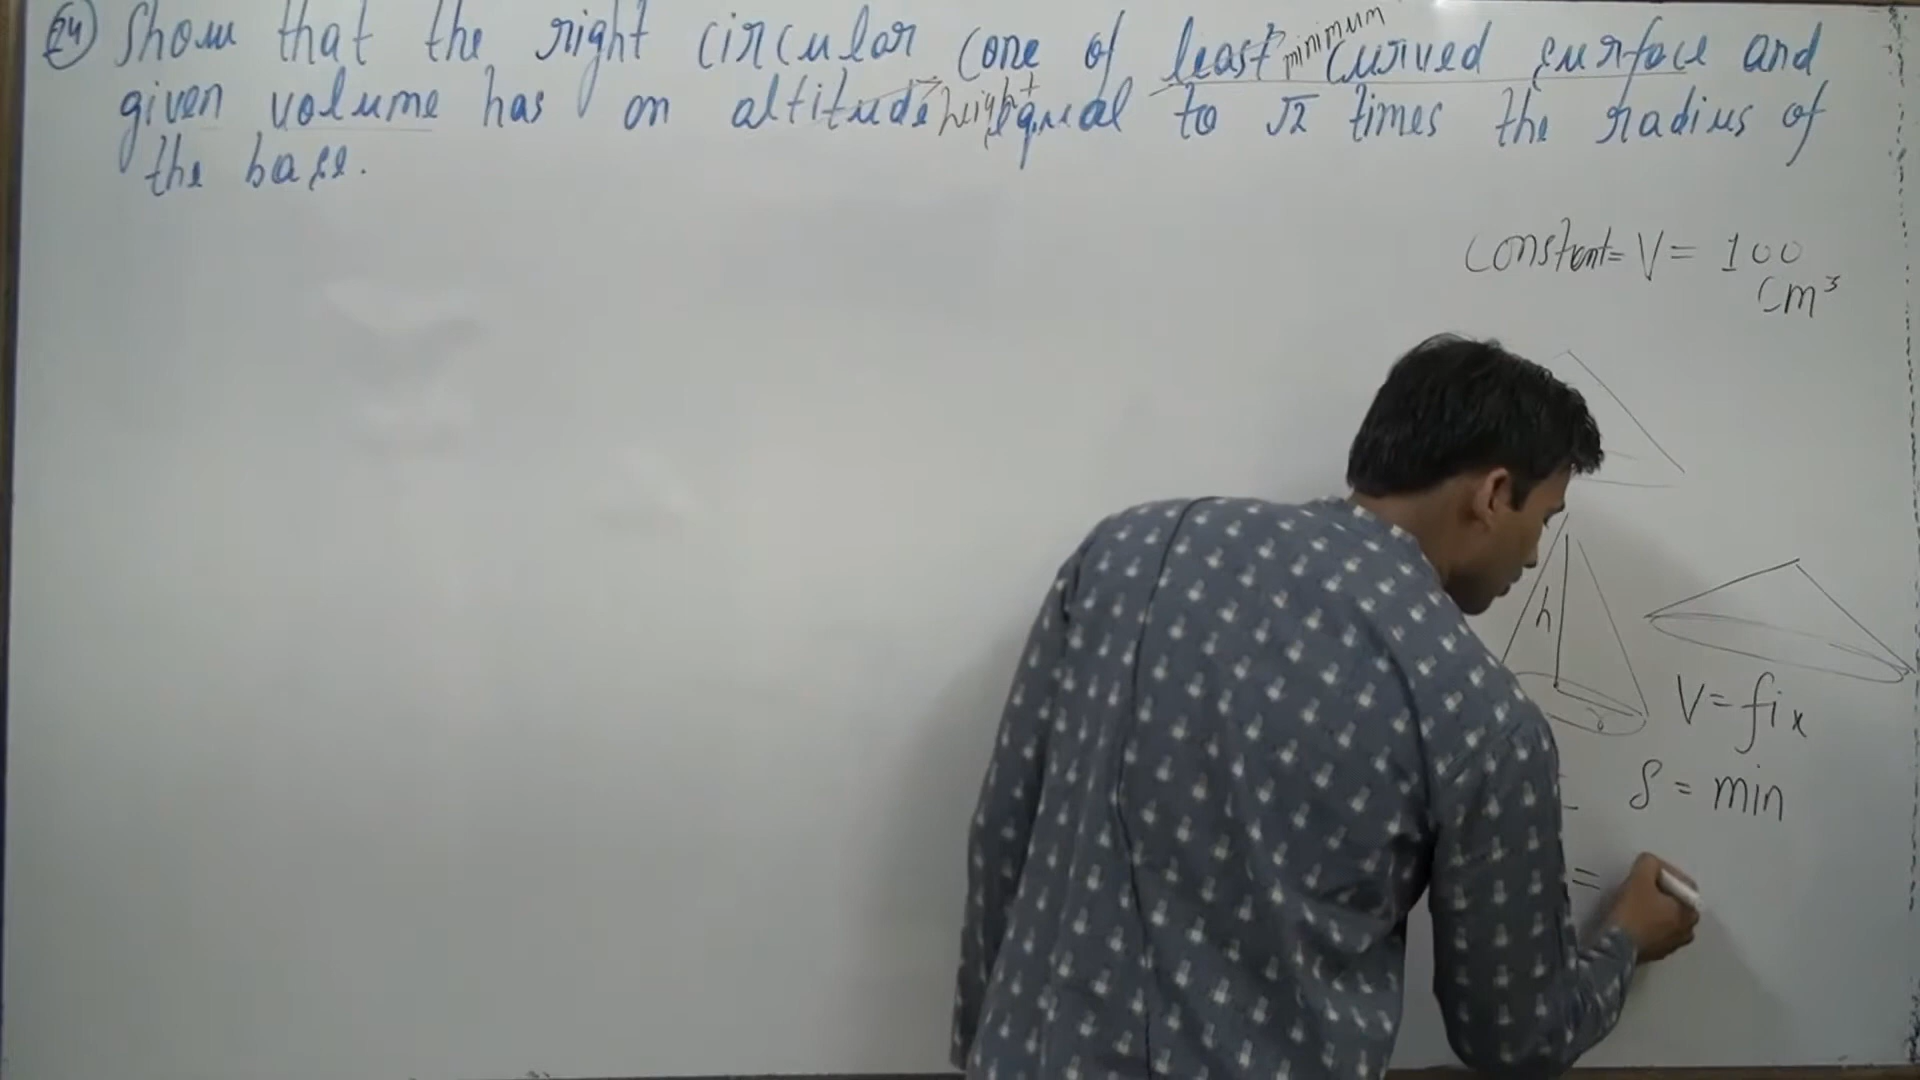 24 Show that the right circular cone of least minimum curved surface and
given volume has on altitude height equal to √2 times the radius of
the base.
Constant = V = 100
cm³
h
V = fix
S = min
=